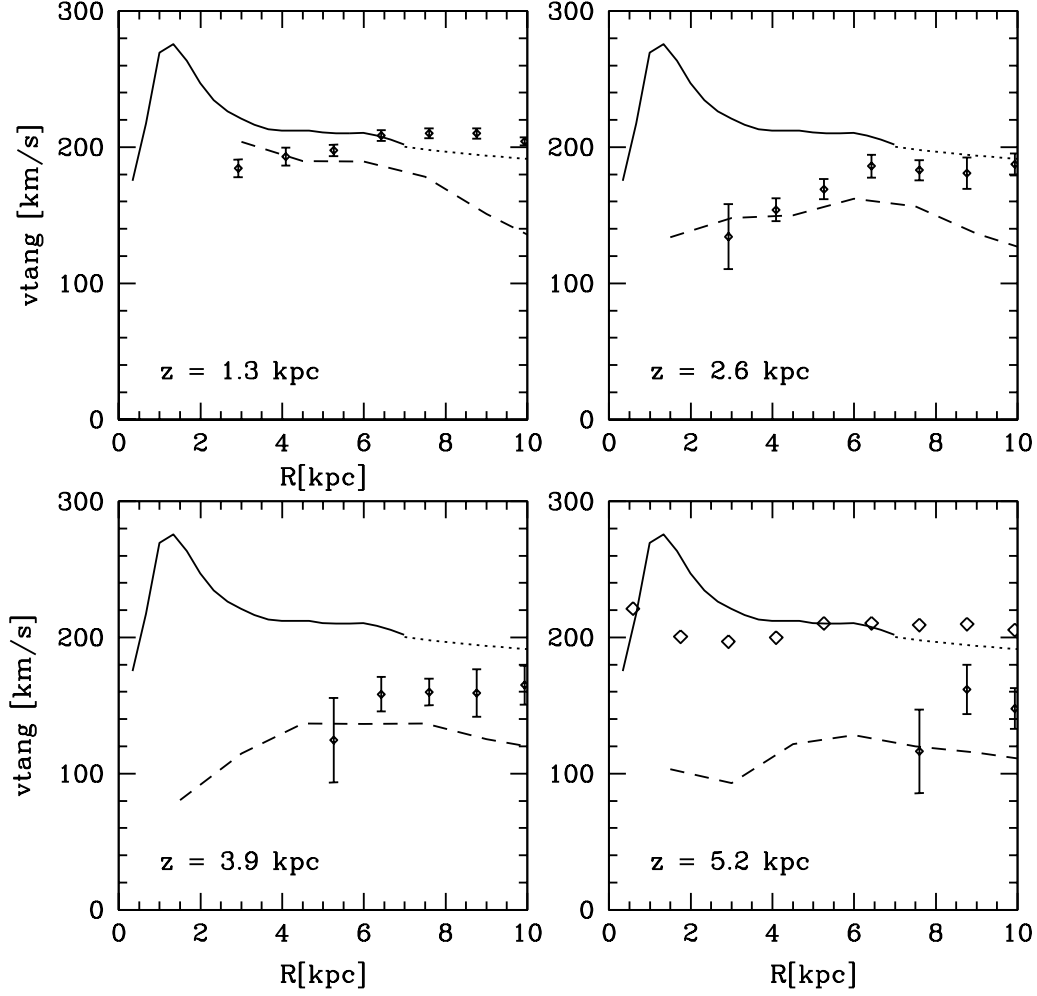 300
300
200
200
100
100
0
0
vtang [km/s]
z = 1.3 kpc
z = 2.6 kpc
0 2 4 6 8 10
0 2 4 6 8 10
R[kpc]
300
300
200
200
100
100
0
0
vtang [km/s]
z = 3.9 kpc
z = 5.2 kpc
0 2 4 6 8 10
0 2 4 6 8 10
R[kpc]
R[kpc]